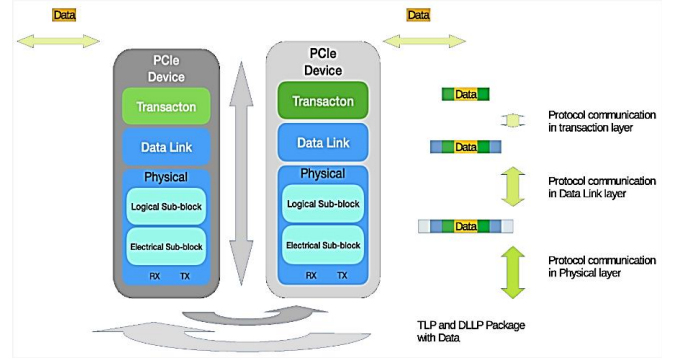 Data
Data
PCIe
Device
Transacton
Data Link
Physical
Logical Sub-block
Electrical Sub-block
RX TX
PCIe
Device
Transacton
Data Link
Physical
Logical Sub-block
Electrical Sub-block
RX TX
Data
Protocol communication
in transaction layer
Data
Protocol communication
in Data Link layer
Data
Protocol communication
in Physical layer
TLP and DLLP Package
with Data